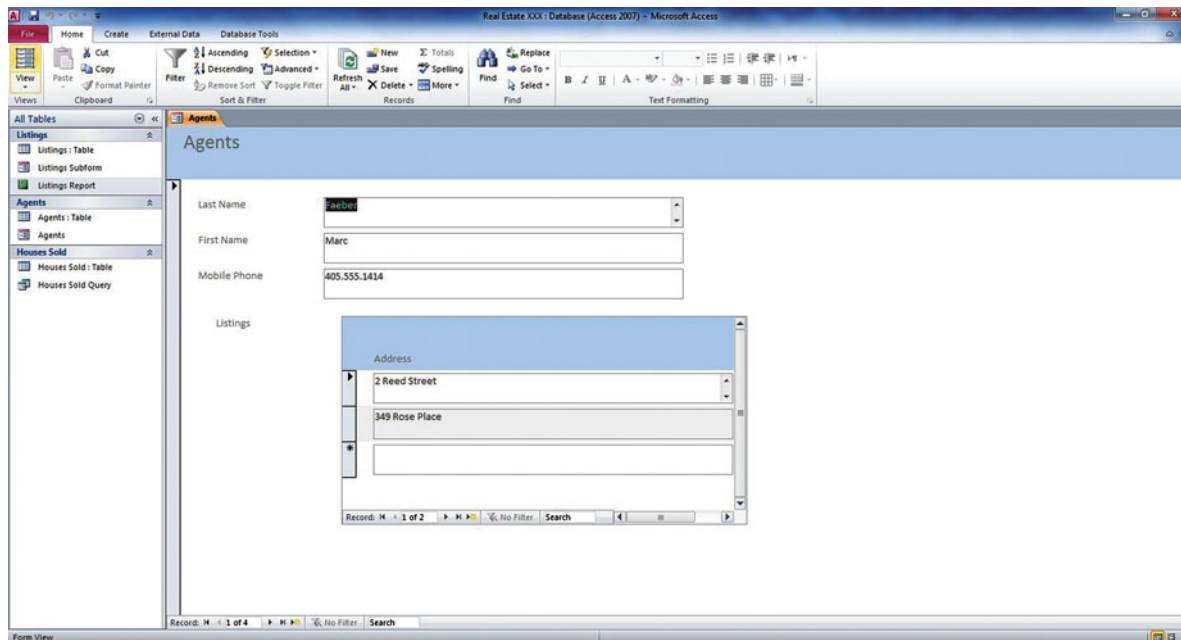 Real Estate XXX : Database (Access 2007) - Microsoft Access
File Home Create External Data Database Tools
View
Views
Paste
Cut
Copy
Format Painter
Clipboard
Filter
Ascending
Descending
Remove Sort
Selection
Advanced
Toggle Filter
Sort & Filter
Refresh All
New
Save
Delete
Totals
Spelling
More
Records
Find
Replace
Go To
Select
Find
B I U A
Text Formatting
All Tables
Listings
Listings : Table
Listings Subform
Listings Report
Agents
Agents : Table
Agents
Houses Sold
Houses Sold : Table
Houses Sold Query
Agents
Agents
Last Name Faeber
First Name Marc
Mobile Phone 405.555.1414
Listings
Address
2 Reed Street
349 Rose Place
Record: 1 of 2 No Filter Search
Record: 1 of 4 No Filter Search
Form View